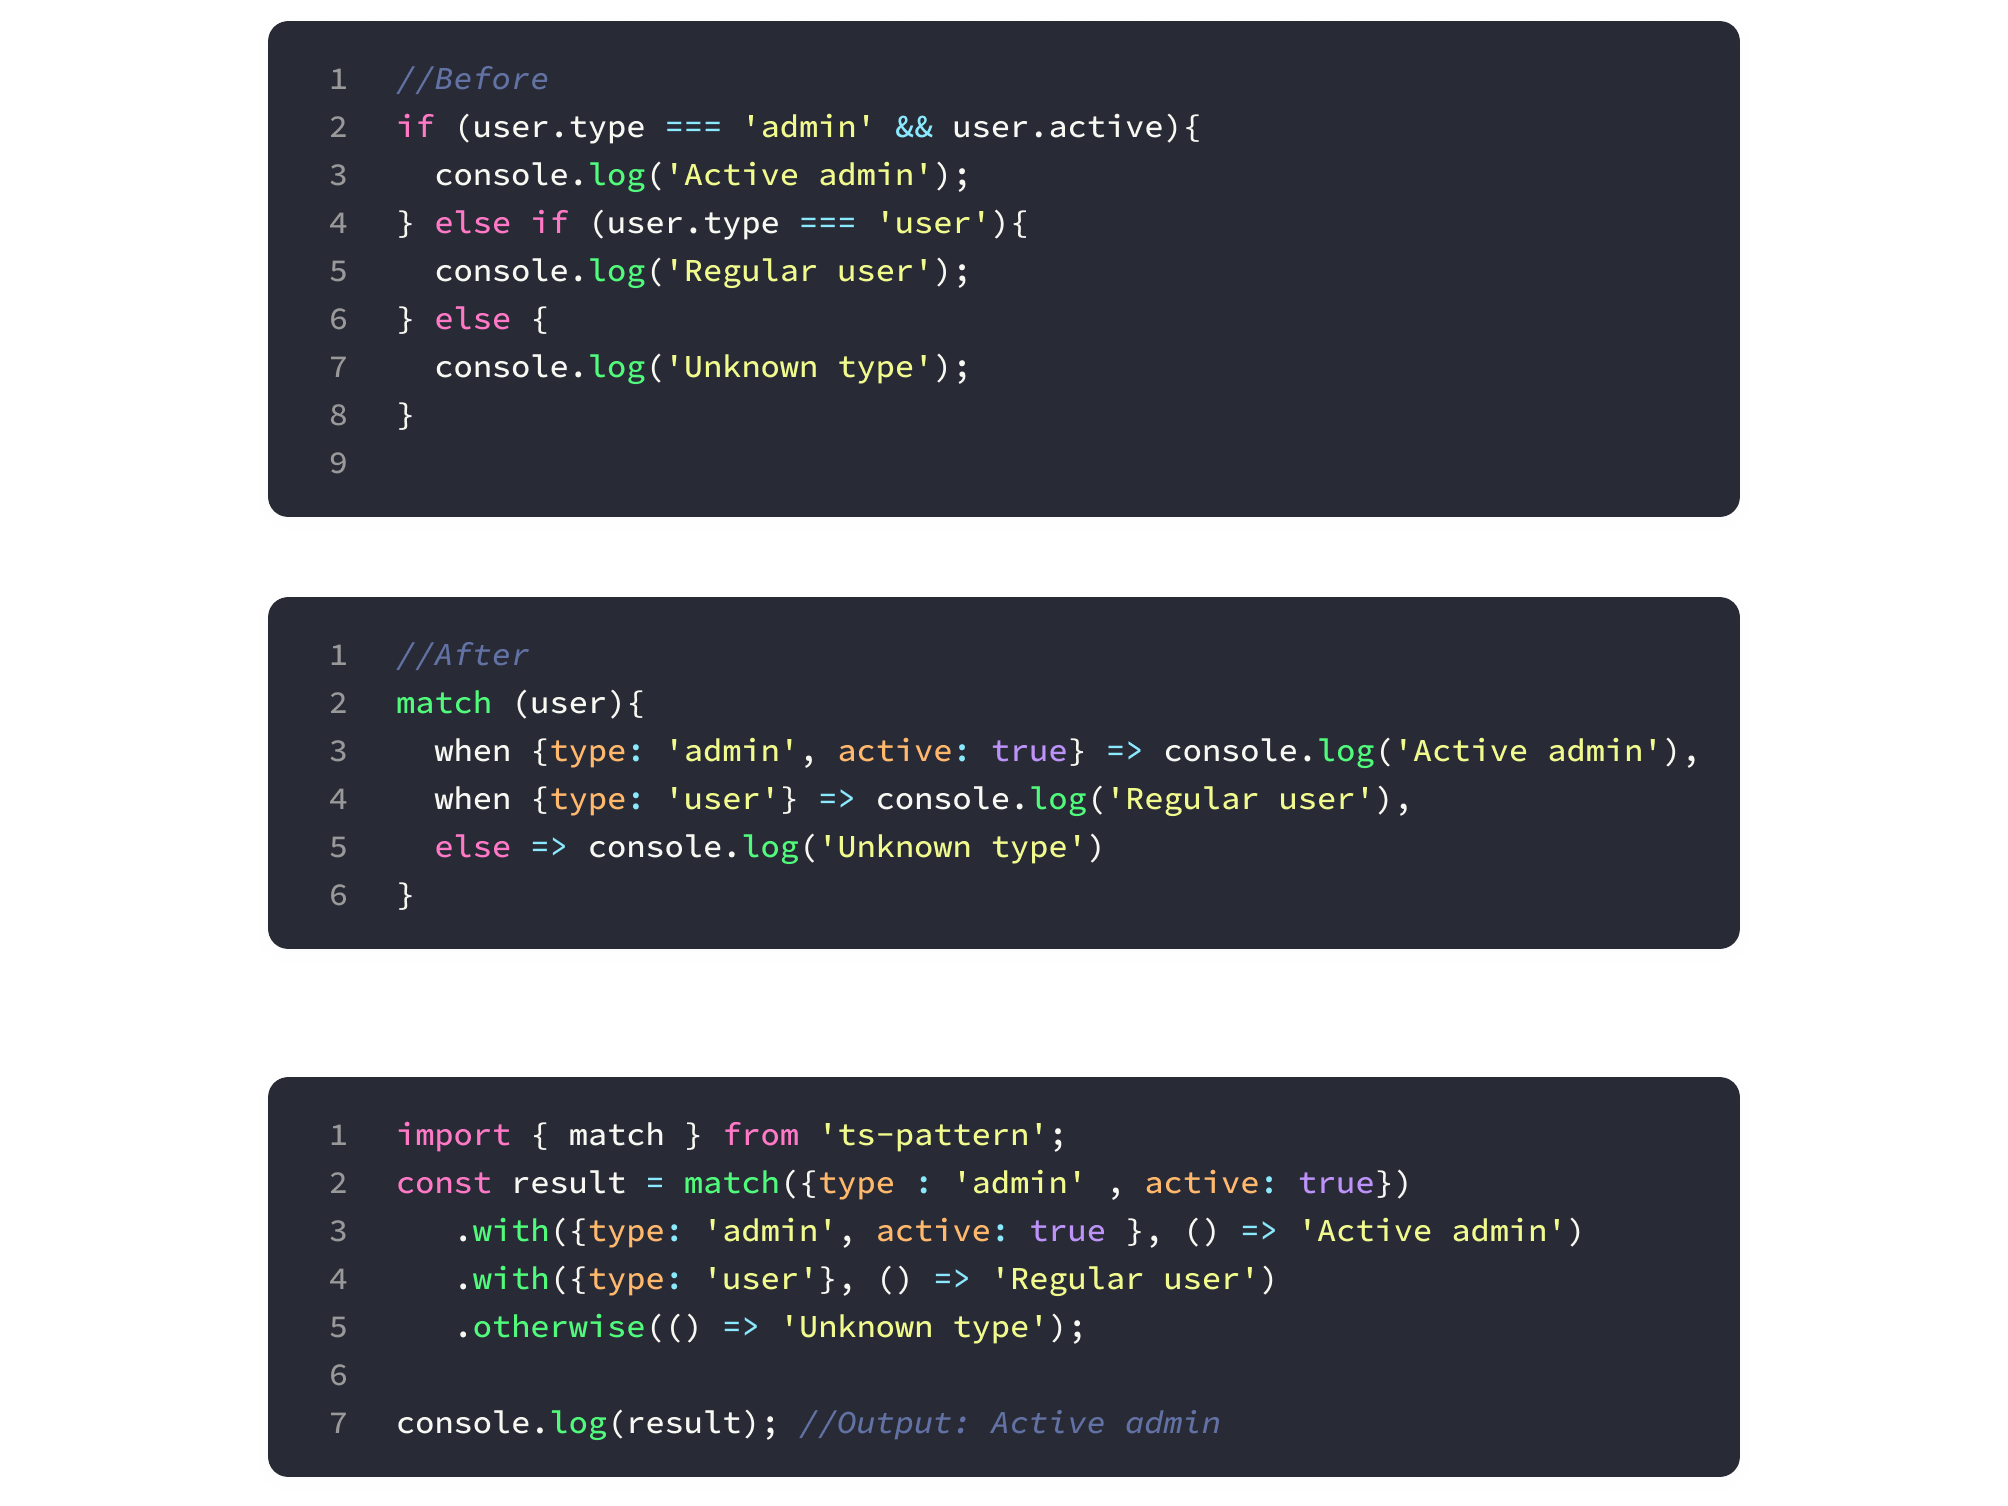 1 //Before
2 if (user.type === 'admin' && user.active){
3   console.log('Active admin');
4 } else if (user.type === 'user'){
5   console.log('Regular user');
6 } else {
7   console.log('Unknown type');
8 }
9
1 //After
2 match (user){
3   when {type: 'admin', active: true} => console.log('Active admin'),
4   when {type: 'user'} => console.log('Regular user'),
5   else => console.log('Unknown type')
6 }
1 import { match } from 'ts-pattern';
2 const result = match({type : 'admin' , active: true})
3    .with({type: 'admin', active: true }, () => 'Active admin')
4    .with({type: 'user'}, () => 'Regular user')
5    .otherwise(() => 'Unknown type');
6
7 console.log(result); //Output: Active admin